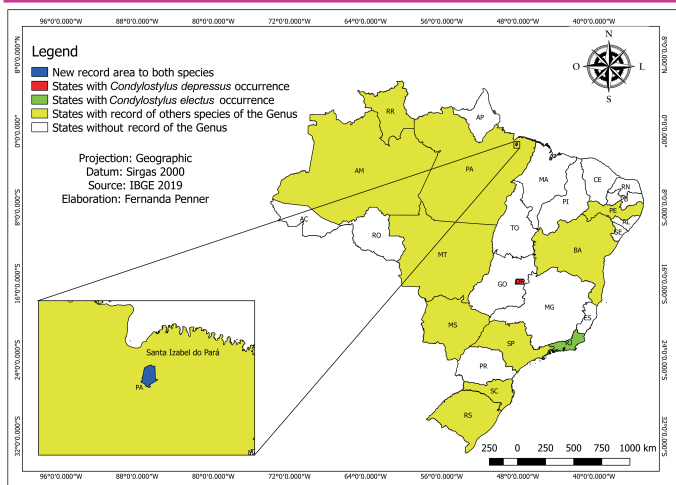 96°0'0.000"W 88°0'0.000"W 80°0'0.000"W 72°0'0.000"W 64°0'0.000"W 56°0'0.000"W 48°0'0.000"W 40°0'0.000"W
Legend
New record area to both species
States with Condylostylus depressus occurrence
States with Condylostylus electus occurrence
States with record of others species of the Genus
States without record of the Genus
Projection: Geographic
Datum: Sirgas 2000
Source: IBGE 2019
Elaboration: Fernanda Penner
N
O
L
S
8°0'0.000"N
0°0'0.000"
8°0'0.000"S
16°0'0.000"S
24°0'0.000"S
32°0'0.000"S
8°0'0.000"N
0°0'0.000"
8°0'0.000"S
16°0'0.000"S
24°0'0.000"S
32°0'0.000"S
RR
AP
AM
PA
MA
CE
RN
PB
PI
PE
AL
SE
AC
RO
TO
BA
MT
GO
DF
MG
ES
MS
SP
RJ
PR
SC
RS
Santa Izabel do Pará
PA
250 0 250 500 750 1000 km
96°0'0.000"W 88°0'0.000"W 80°0'0.000"W 72°0'0.000"W 64°0'0.000"W 56°0'0.000"W 48°0'0.000"W 40°0'0.000"W